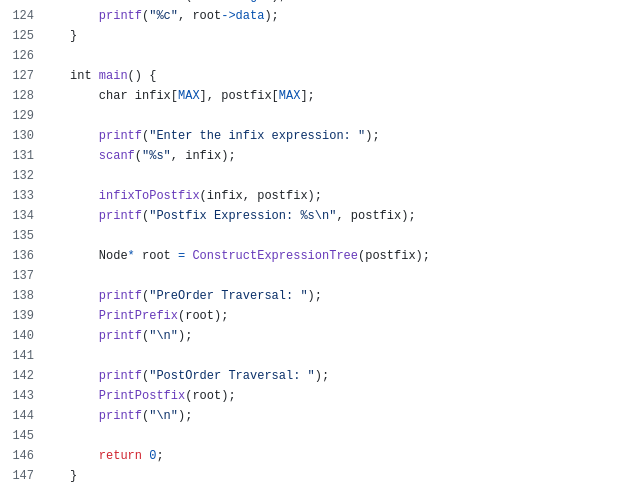 124 printf("%c", root->data);
125 }
126
127 int main() {
128 char infix[MAX], postfix[MAX];
129
130 printf("Enter the infix expression: ");
131 scanf("%s", infix);
132
133 infixToPostfix(infix, postfix);
134 printf("Postfix Expression: %s\n", postfix);
135
136 Node* root = ConstructExpressionTree(postfix);
137
138 printf("PreOrder Traversal: ");
139 PrintPrefix(root);
140 printf("\n");
141
142 printf("PostOrder Traversal: ");
143 PrintPostfix(root);
144 printf("\n");
145
146 return 0;
147 }